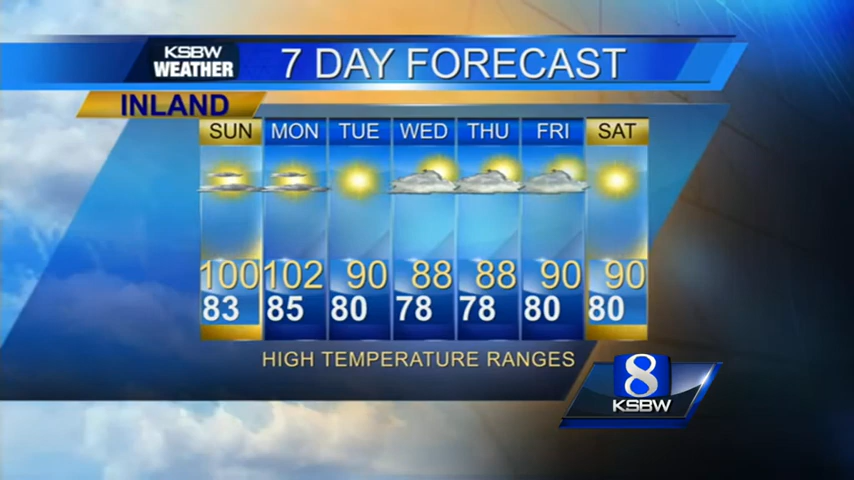 KSBW
WEATHER
7 DAY FORECAST
INLAND
SUN MON TUE WED THU FRI SAT
100 102 90 88 88 90 90
83 85 80 78 78 80 80
HIGH TEMPERATURE RANGES
8
KSBW